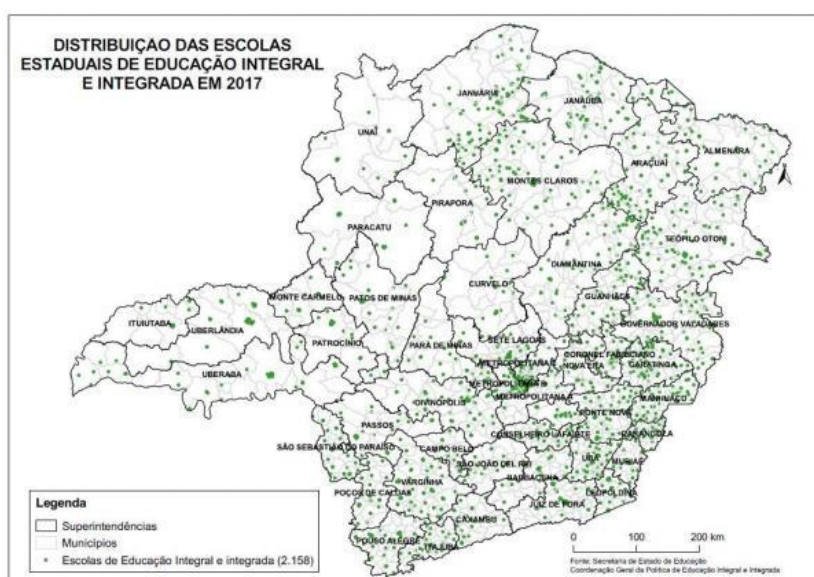 DISTRIBUIÇÃO DAS ESCOLAS
ESTADUAIS DE EDUCAÇÃO INTEGRAL
E INTEGRADA EM 2017
JANUÁRIA
JANAÚBA
UNAÍ
ALMENARA
ARAÇUAÍ
MONTES CLAROS
PIRAPORA
PARACATU
TEÓFILO OTONI
DIAMANTINA
CURVELO
GUANHÃES
MONTE CARMELO
PATOS DE MINAS
ITUIUTABA
UBERLÂNDIA
GOVERNADOR VALADARES
SETE LAGOAS
PATROCÍNIO
PARÁ DE MINAS
CORONEL FABRICIANO
METROPOLITANA C
NOVA ERA
CARATINGA
UBERABA
METROPOLITANA B
METROPOLITANA A
MANHUAÇU
DIVINÓPOLIS
PONTE NOVA
PASSOS
CONSELHEIRO LAFAIETE
CARANGOLA
SÃO SEBASTIÃO DO PARAÍSO
CAMPO BELO
SÃO JOÃO DEL REI
UBÁ
MURIAÉ
BARBACENA
POÇOS DE CALDAS
VARGINHA
LEOPOLDINA
JUIZ DE FORA
CAXAMBU
POUSO ALEGRE
ITAJUBÁ
Legenda
Superintendências
Municípios
Escolas de Educação Integral e integrada (2.158)
0 100 200 km
Fonte: Secretaria de Estado de Educação
Coordenação Geral da Política de Educação Integral e Integrada